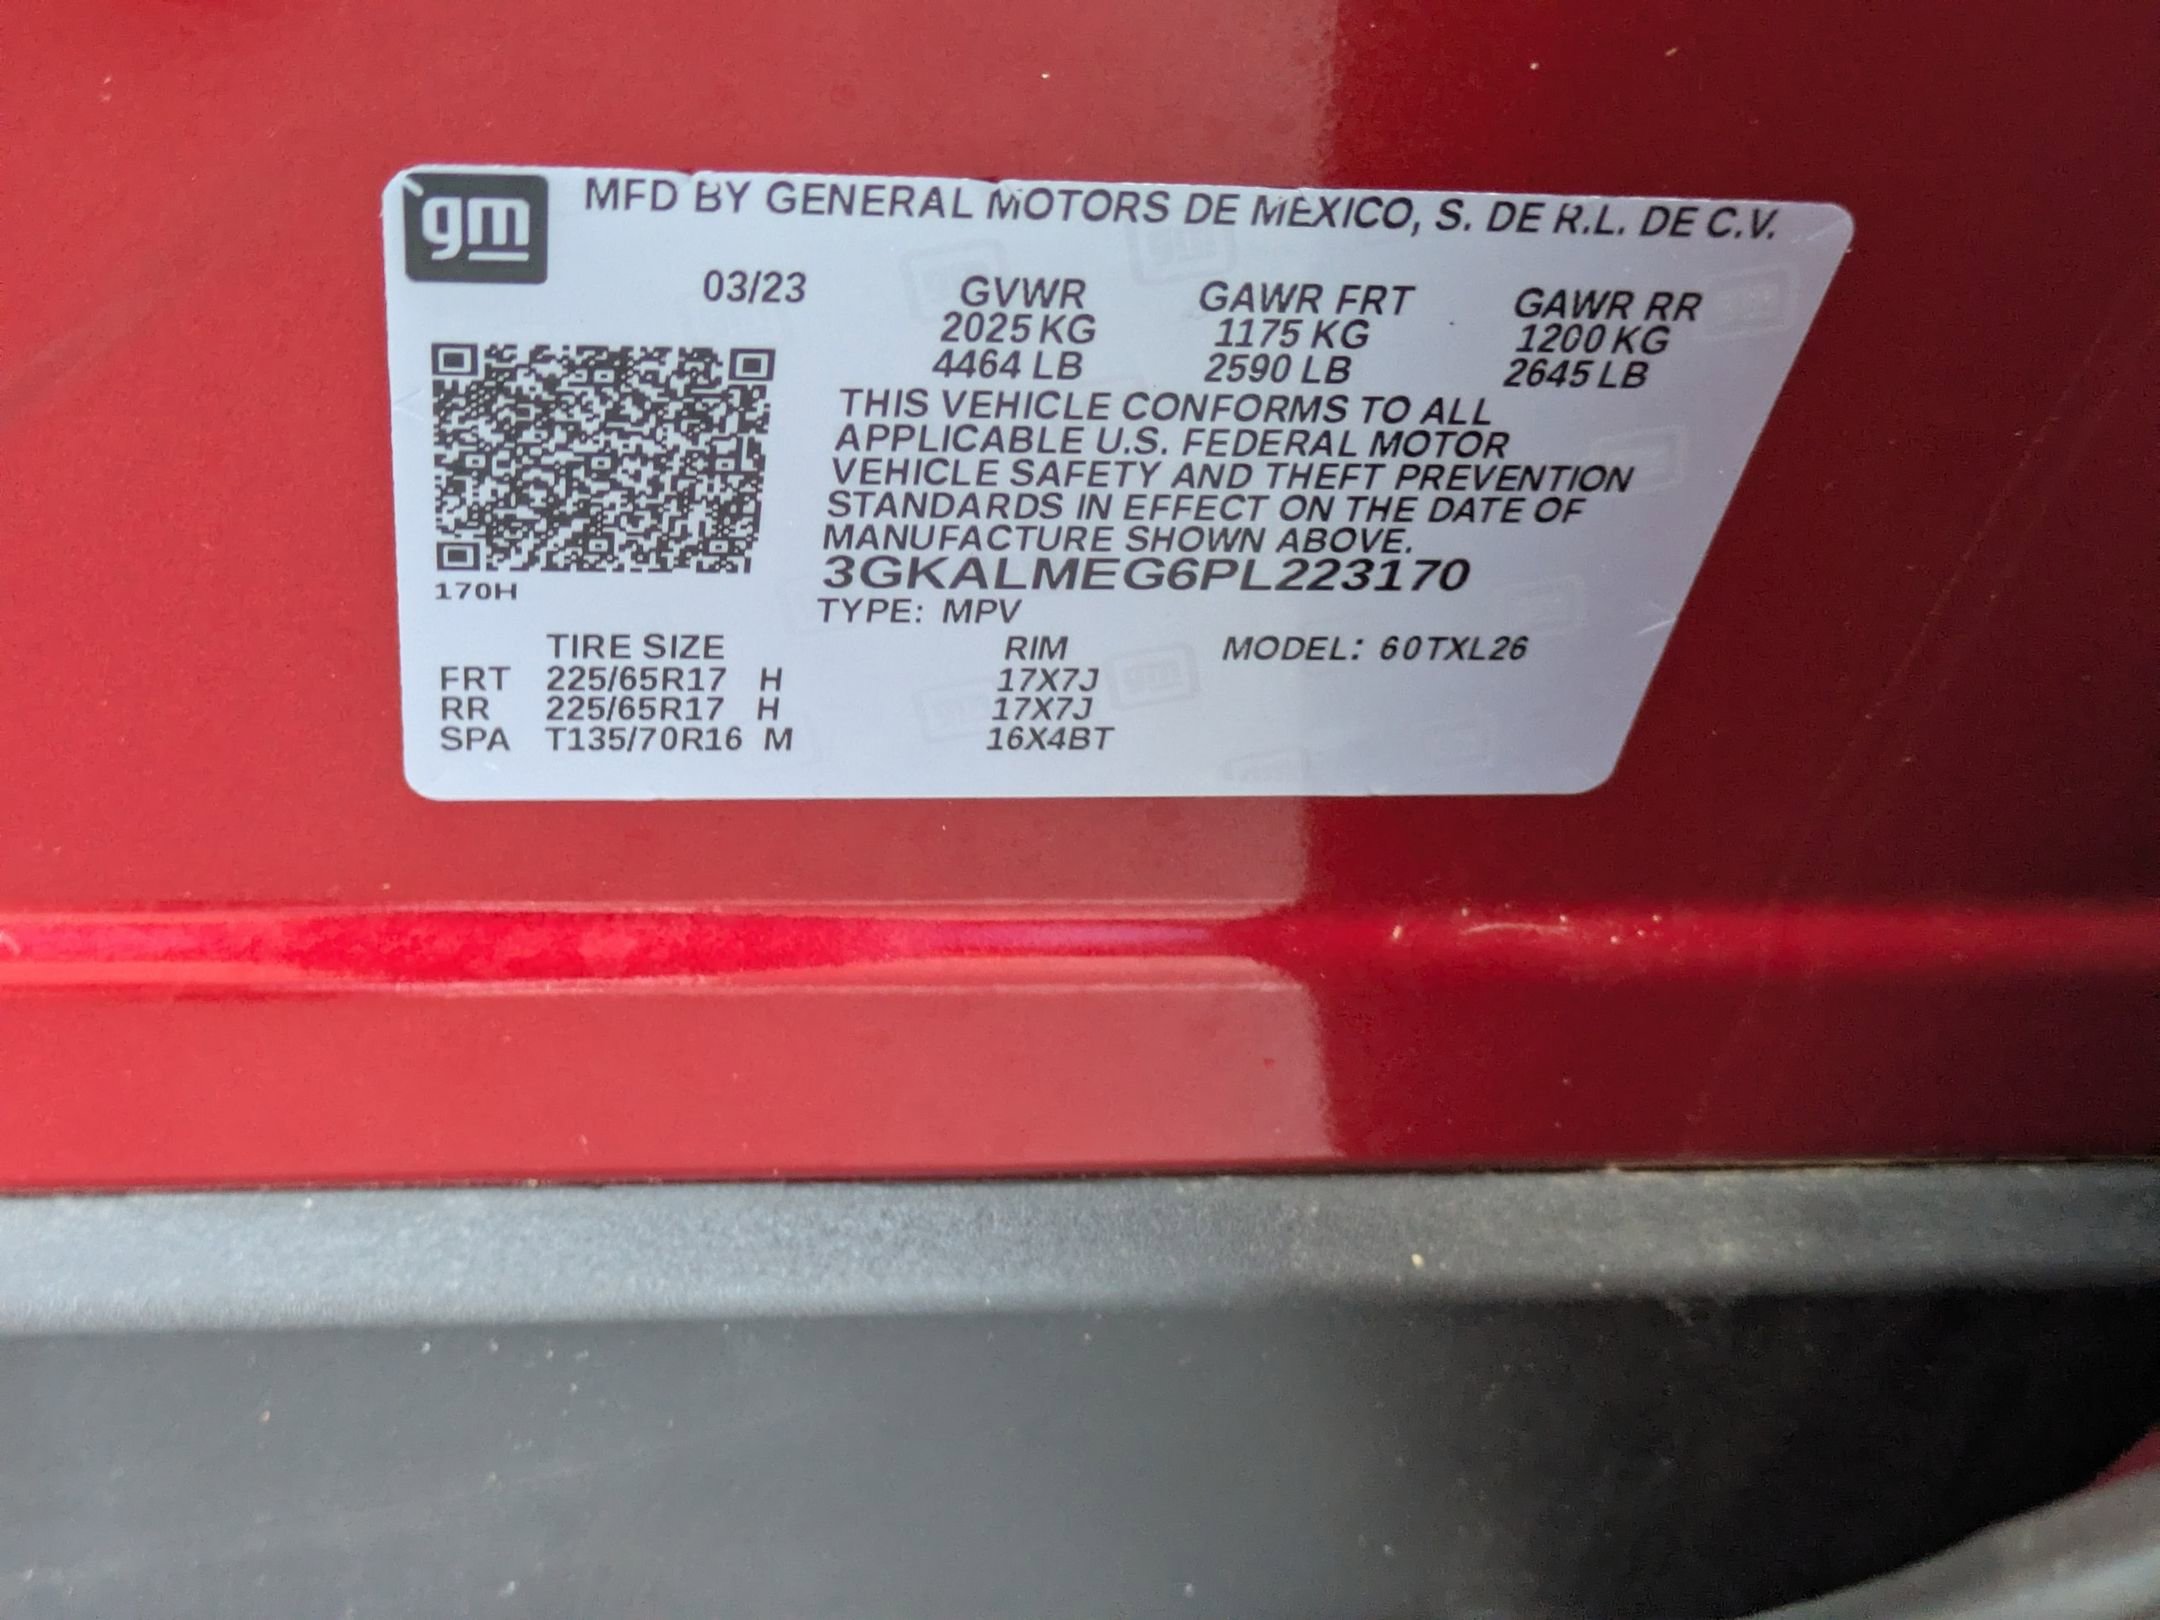 gm
MFD BY GENERAL MOTORS DE MEXICO, S. DE R.L. DE C.V.
03/23 GVWR GAWR FRT GAWR RR
2025 KG 1175 KG 1200 KG
4464 LB 2590 LB 2645 LB
THIS VEHICLE CONFORMS TO ALL
APPLICABLE U.S. FEDERAL MOTOR
VEHICLE SAFETY AND THEFT PREVENTION
STANDARDS IN EFFECT ON THE DATE OF
MANUFACTURE SHOWN ABOVE.
3GKALMEG6PL223170
170H
TYPE: MPV
TIRE SIZE RIM MODEL: 60TXL26
FRT 225/65R17 H 17X7J
RR 225/65R17 H 17X7J
SPA T135/70R16 M 16X4BT